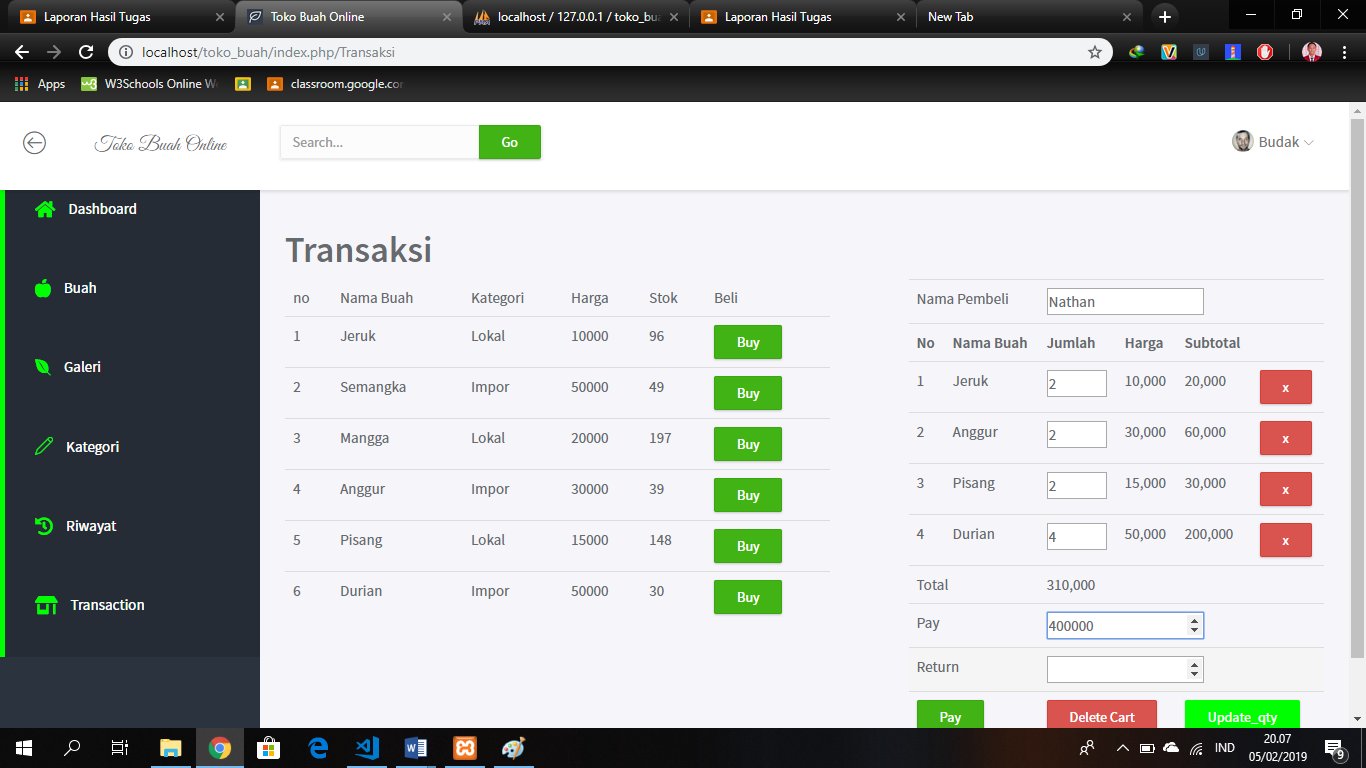 Laporan Hasil Tugas
Toko Buah Online
localhost / 127.0.0.1 / toko_bua
Laporan Hasil Tugas
New Tab
localhost/toko_buah/index.php/Transaksi
Apps
W3Schools Online We
classroom.google.com
Toko Buah Online
Search...
Go
Budak
Dashboard
Buah
Galeri
Kategori
Riwayat
Transaction
Transaksi
no Nama Buah Kategori Harga Stok Beli
1 Jeruk Lokal 10000 96 Buy
2 Semangka Impor 50000 49 Buy
3 Mangga Lokal 20000 197 Buy
4 Anggur Impor 30000 39 Buy
5 Pisang Lokal 15000 148 Buy
6 Durian Impor 50000 30 Buy
Nama Pembeli Nathan
No Nama Buah Jumlah Harga Subtotal
1 Jeruk 2 10,000 20,000 x
2 Anggur 2 30,000 60,000 x
3 Pisang 2 15,000 30,000 x
4 Durian 4 50,000 200,000 x
Total 310,000
Pay 400000
Return
Pay Delete Cart Update_qty
IND
20.07
05/02/2019
9